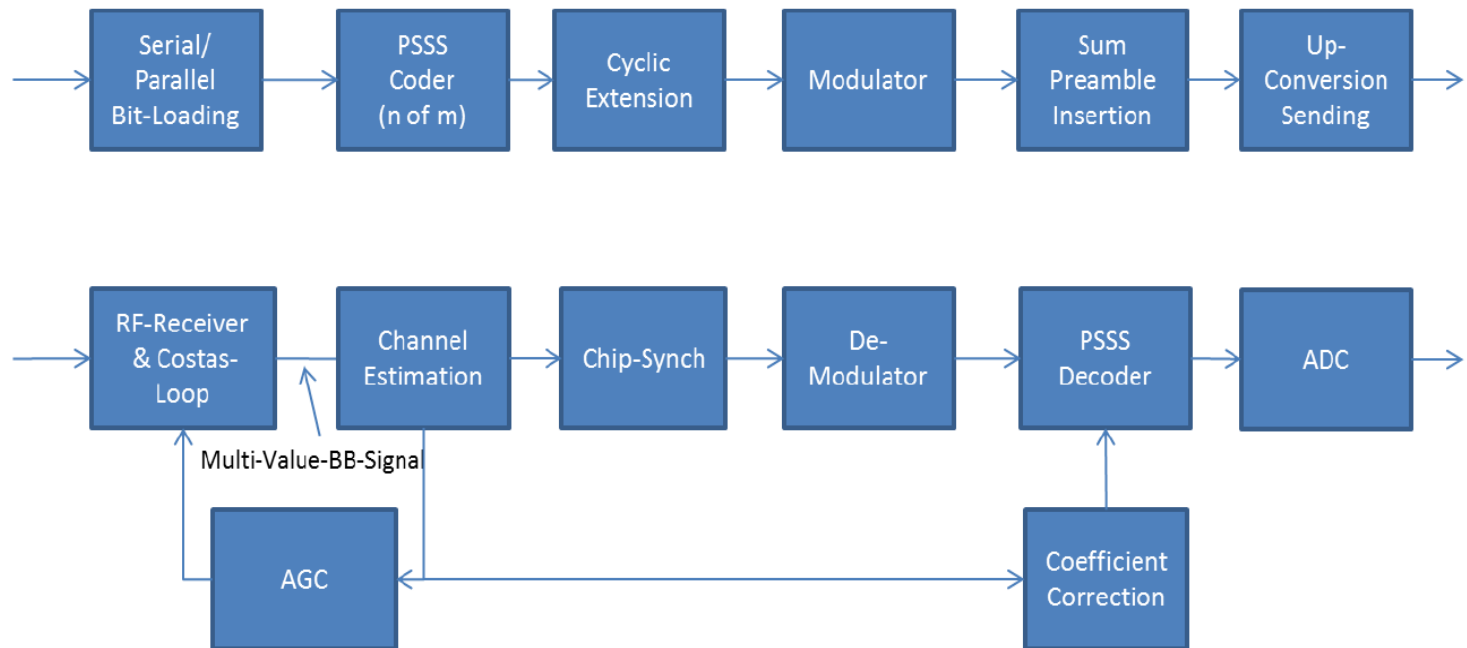 Serial/
Parallel
Bit-Loading
PSSS
Coder
(n of m)
Cyclic
Extension
Modulator
Sum
Preamble
Insertion
Up-
Conversion
Sending
RF-Receiver
& Costas-
Loop
Channel
Estimation
Chip-Synch
De-
Modulator
PSSS
Decoder
ADC
Multi-Value-BB-Signal
AGC
Coefficient
Correction